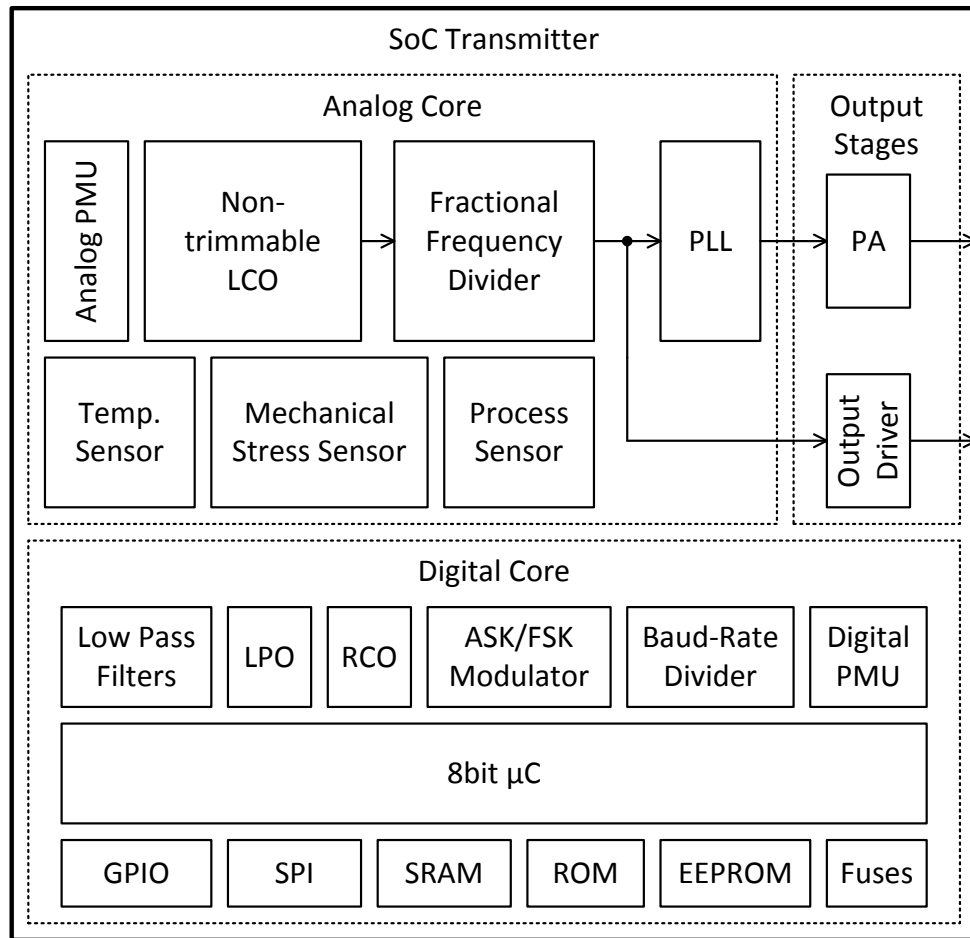 SoC Transmitter
Analog Core
Output
Stages
Analog PMU
Non-
trimmable
LCO
Fractional
Frequency
Divider
PLL
PA
Temp.
Sensor
Mechanical
Stress Sensor
Process
Sensor
Output
Driver
Digital Core
Low Pass
Filters
LPO
RCO
ASK/FSK
Modulator
Baud-Rate
Divider
Digital
PMU
8bit µC
GPIO
SPI
SRAM
ROM
EEPROM
Fuses